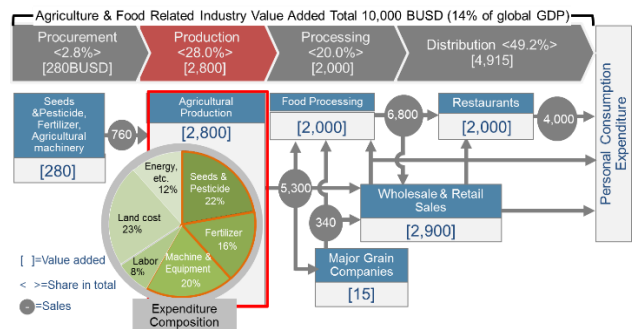 Agriculture & Food Related Industry Value Added Total 10,000 BUSD (14% of global GDP)
Procurement
<2.8%>
[280BUSD]
Production
<28.0%>
[2,800]
Processing
<20.0%>
[2,000]
Distribution <49.2%>
[4,915]
Personal Consumption
Expenditure
Seeds
&Pesticide,
Fertilizer,
Agricultural
machinery
[280]
760
Agricultural
Production
[2,800]
Food Processing
[2,000]
6,800
Restaurants
[2,000]
4,000
5,300
340
Wholesale & Retail
Sales
[2,900]
Major Grain
Companies
[15]
Energy,
etc.
12%
Seeds &
Pesticide
22%
Land cost
23%
Fertilizer
16%
Labor
8%
Machine &
Equipment
20%
Expenditure
Composition
[ ]=Value added
< >=Share in total
-=Sales